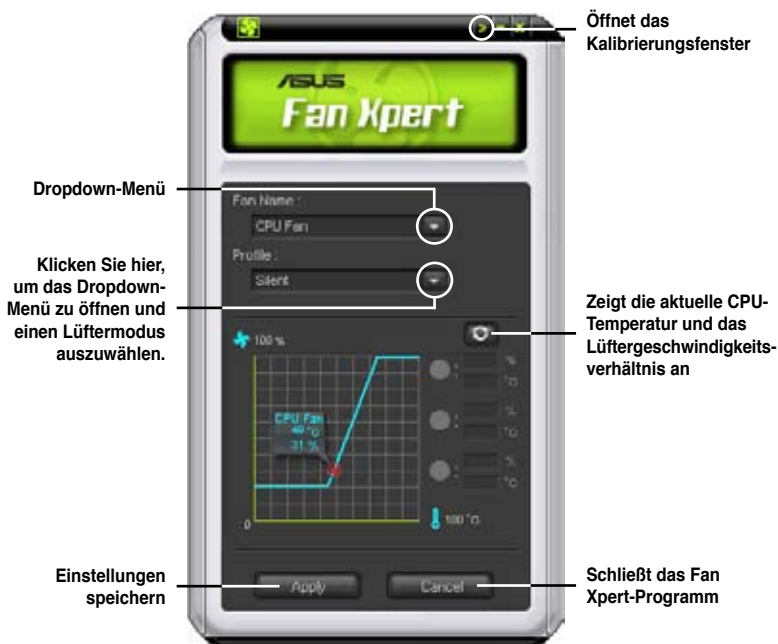 Öffnet das
Kalibrierungsfenster
ASUS
Fan Xpert
Dropdown-Menü
Fan Name :
CPU Fan
Klicken Sie hier,
um das Dropdown-
Menü zu öffnen und
einen Lüftermodus
auszuwählen.
Profile :
Silent
Zeigt die aktuelle CPU-
Temperatur und das
Lüftergeschwindigkeits-
verhältnis an
100 %
%
°C
CPU Fan
°C
31 %
%
°C
%
°C
0
100 °C
Einstellungen
speichern
Apply
Cancel
Schließt das Fan
Xpert-Programm